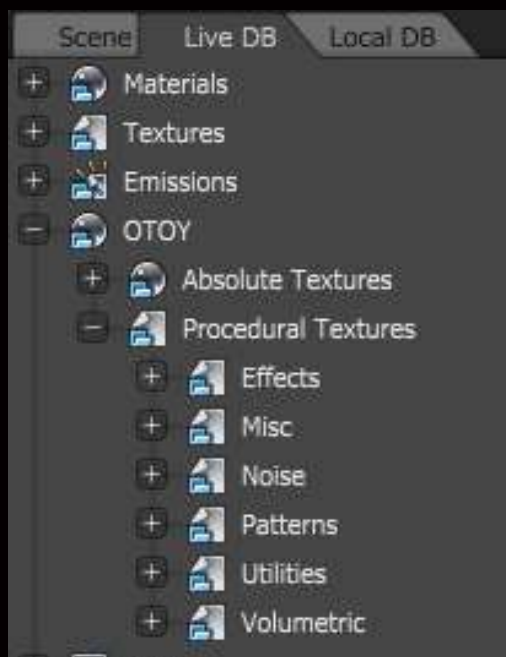 Scene Live DB Local DB
Materials
Textures
Emissions
OTOY
Absolute Textures
Procedural Textures
Effects
Misc
Noise
Patterns
Utilities
Volumetric